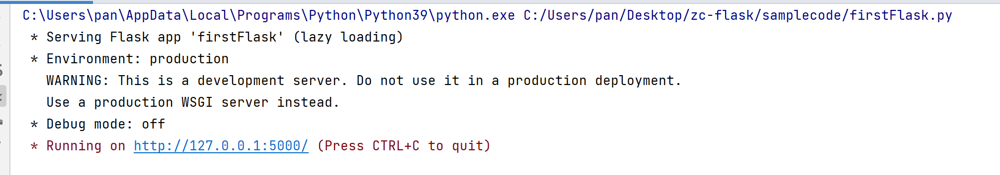 C:\Users\pan\AppData\Local\Programs\Python\Python39\python.exe C:/Users/pan/Desktop/zc-flask/samplecode/firstFlask.py
* Serving Flask app 'firstFlask' (lazy loading)
* Environment: production
WARNING: This is a development server. Do not use it in a production deployment.
Use a production WSGI server instead.
* Debug mode: off
* Running on http://127.0.0.1:5000/ (Press CTRL+C to quit)